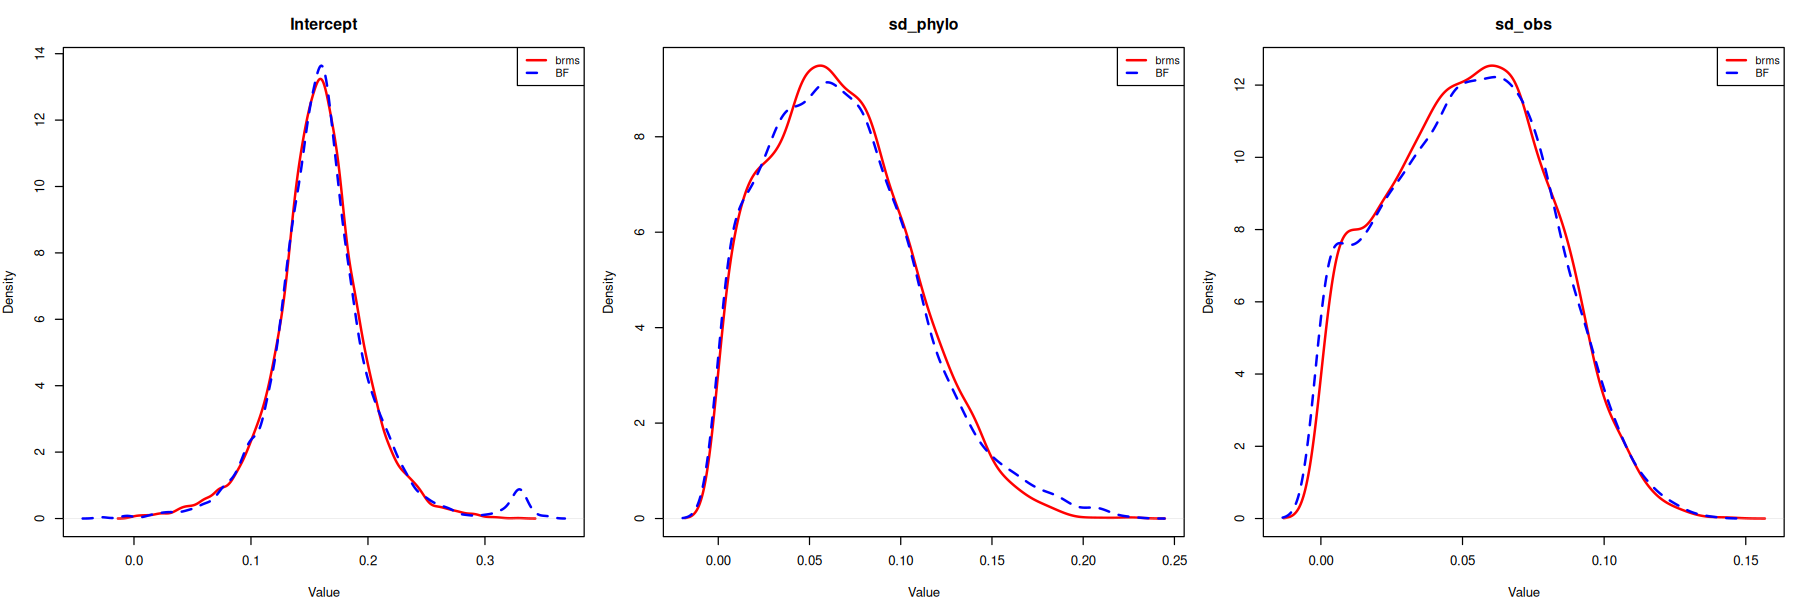 Intercept
brms
BF
Density
0 2 4 6 8 10 12 14
0.0 0.1 0.2 0.3
Value
sd_phylo
brms
BF
Density
0 2 4 6 8
0.00 0.05 0.10 0.15 0.20 0.25
Value
sd_obs
brms
BF
Density
0 2 4 6 8 10 12
0.00 0.05 0.10 0.15
Value